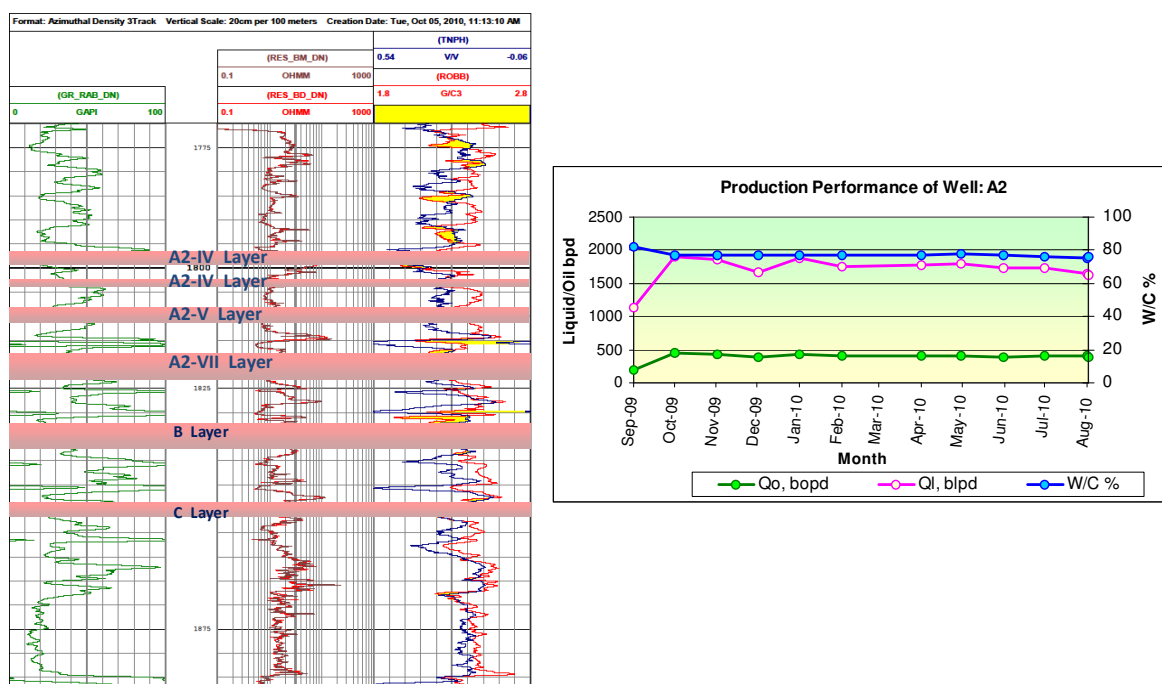 Format: Azimuthal Density 3Track Vertical Scale: 20cm per 100 meters Creation Date: Tue, Oct 05, 2010, 11:13:10 AM
(TNPH)
(RES_BM_DN) 0.54 V/V -0.06
0.1 OHMM 1000 (ROBB)
(GR_RAB_DN) (RES_BD_DN) 1.8 G/C3 2.8
0 GAPI 100 0.1 OHMM 1000
1775
A2-IV Layer
1800
A2-IV Layer
A2-V Layer
A2-VII Layer
1825
B Layer
C Layer
1875
Production Performance of Well: A2
2500 100
2000 80
1500 60
1000 40
500 20
0 0
Liquid/Oil bpd
W/C %
Sep-09 Oct-09 Nov-09 Dec-09 Jan-10 Feb-10 Mar-10 Apr-10 May-10 Jun-10 Jul-10 Aug-10
Month
Qo, bopd Ql, blpd W/C %